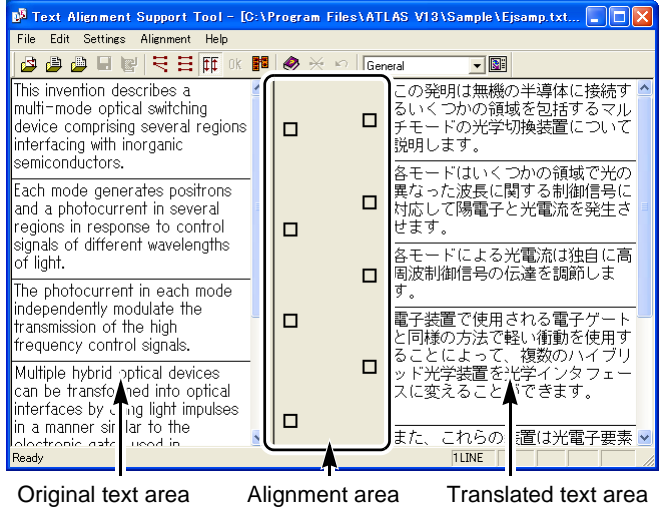 Text Alignment Support Tool - [C:\Program Files\ATLAS V13\Sample\Ejsamp.txt...
File Edit Settings Alignment Help
0k General
This invention describes a
multi-mode optical switching
device comprising several regions
interfacing with inorganic
semiconductors.
Each mode generates positrons
and a photocurrent in several
regions in response to control
signals of different wavelengths
of light.
The photocurrent in each mode
independently modulate the
transmission of the high
frequency control signals.
Multiple hybrid optical devices
can be transformed into optical
interfaces by using light impulses
in a manner similar to the
electronic gates used in
この発明は無機の半導体に接続す
るいくつかの領域を包括するマル
チモードの光学切換装置について
説明します。
各モードはいくつかの領域で光の
異なった波長に関する制御信号に
対応して陽電子と光電流を発生さ
せます。
各モードによる光電流は独自に高
周波制御信号の伝達を調節しま
す。
電子装置で使用される電子ゲート
と同様の方法で軽い衝動を使用す
ることによって、複数のハイブリ
ッド光学装置を光学インタフェー
スに変えることができます。
また、これらの装置は光電子要素
Ready 1LINE
Original text area Alignment area Translated text area